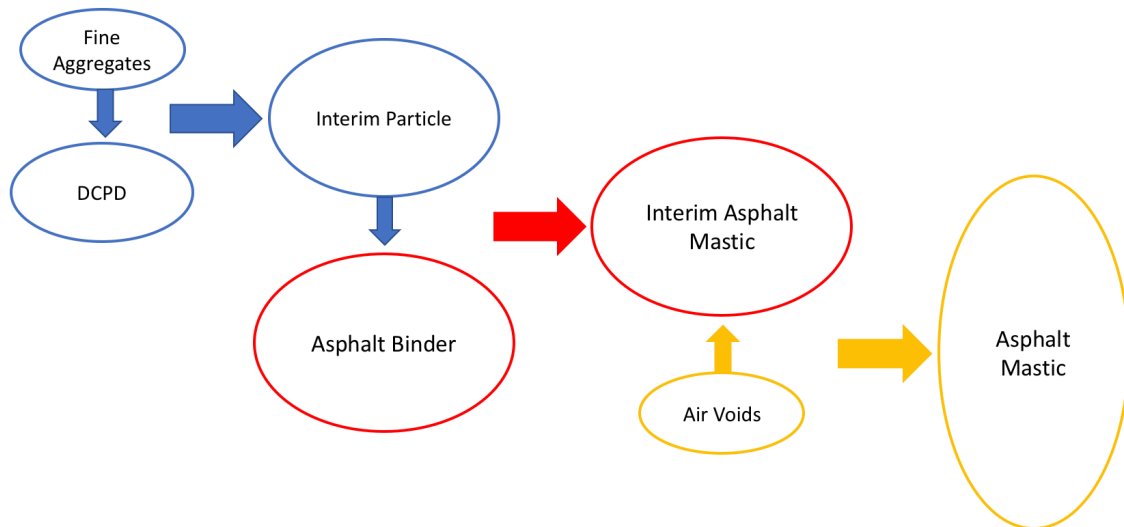 Fine
Aggregates
DCPD
Interim Particle
Asphalt Binder
Interim Asphalt
Mastic
Air Voids
Asphalt
Mastic